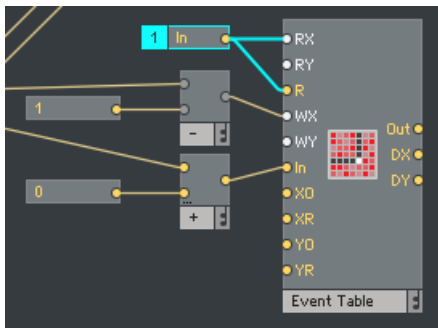 1 In
RX
RY
R
1
WX
-
WY
Out
DX
In
DY
0
...
XO
+
XR
YO
YR
Event Table